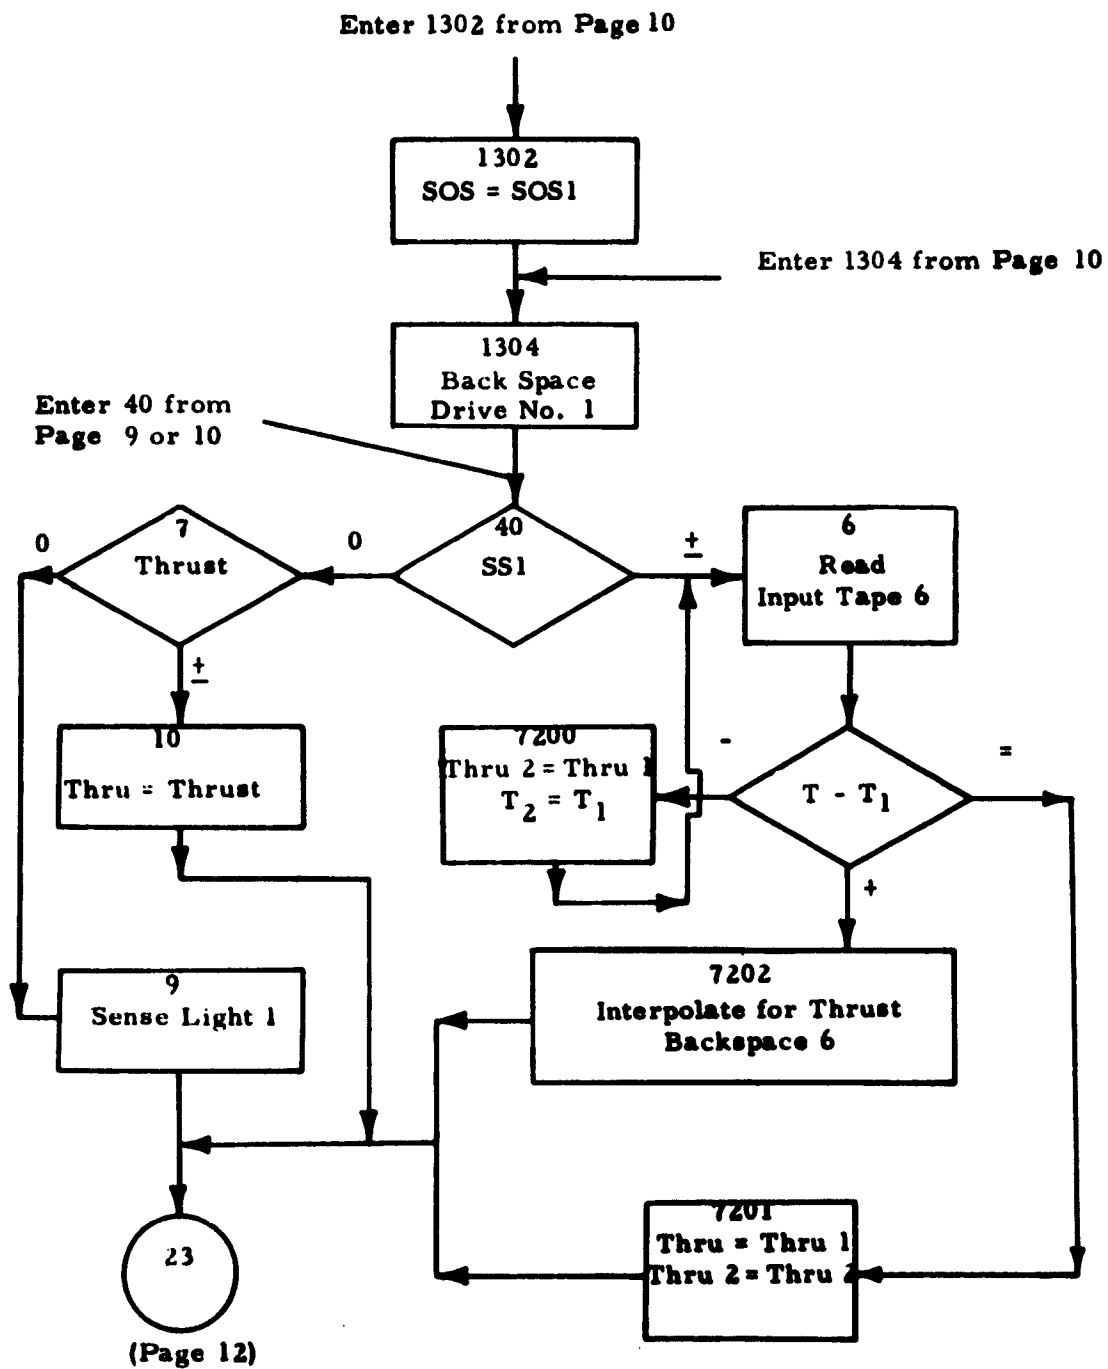 Enter 1302 from Page 10
1302
SOS = SOS1
Enter 1304 from Page 10
1304
Back Space
Drive No. 1
Enter 40 from
Page 9 or 10
0
7
Thrust
0
40
SS1
±
6
Read
Input Tape 6
±
10
Thru = Thrust
7200
Thru 2 = Thru 1
T2 = T1
-
T - T1
=
+
9
Sense Light 1
7202
Interpolate for Thrust
Backspace 6
7201
Thru = Thru 1
Thru 2 = Thru 2
23
(Page 12)